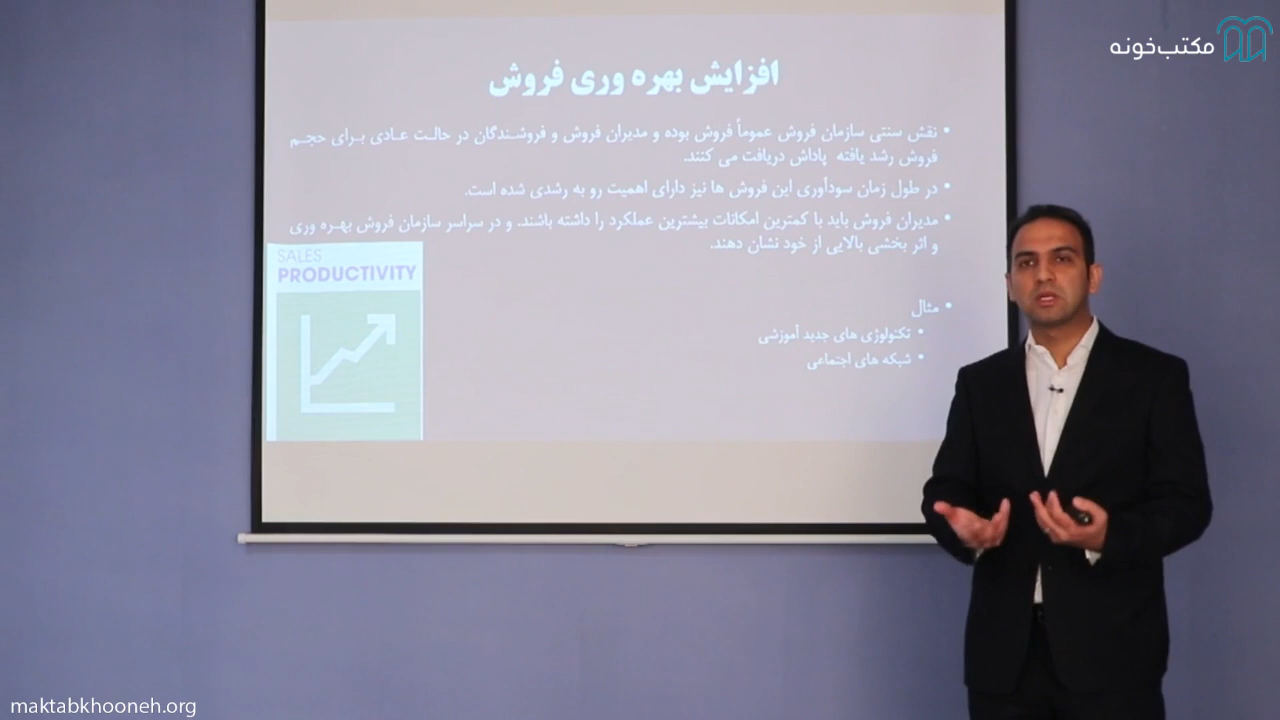 مکتب‌خونه
افزایش بهره وری فروش
• نقش سنتی سازمان فروش عموماً فروش بوده و مدیران فروش و فروشندگان در حالت عادی برای حجم
فروش رشد یافته پاداش دریافت می کنند.
• در طول زمان سودآوری این فروش ها نیز دارای اهمیت رو به رشدی شده است.
• مدیران فروش باید با کمترین امکانات بیشترین عملکرد را داشته باشند. و در سراسر سازمان فروش بهره وری
و اثر بخشی بالایی از خود نشان دهند.
SALES
PRODUCTIVITY
• مثال
• تکنولوژی های جدید آموزشی
• شبکه های اجتماعی
maktabkhooneh.org